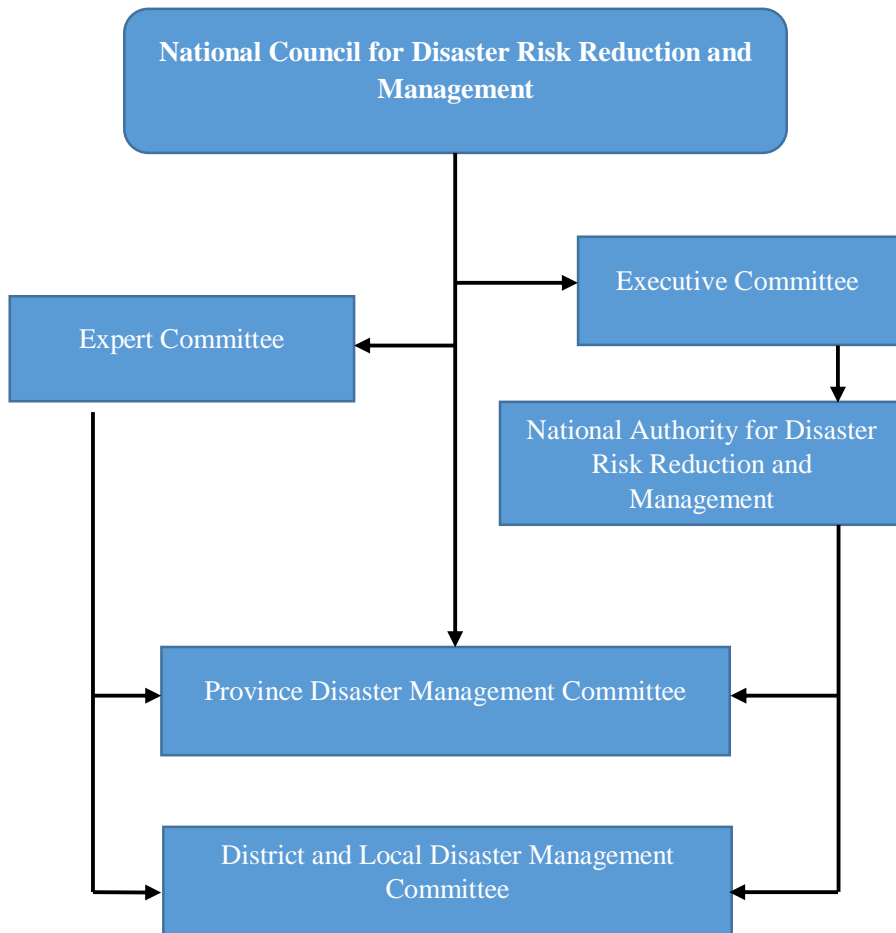 National Council for Disaster Risk Reduction and
Management
Executive Committee
Expert Committee
National Authority for Disaster
Risk Reduction and
Management
Province Disaster Management Committee
District and Local Disaster Management
Committee